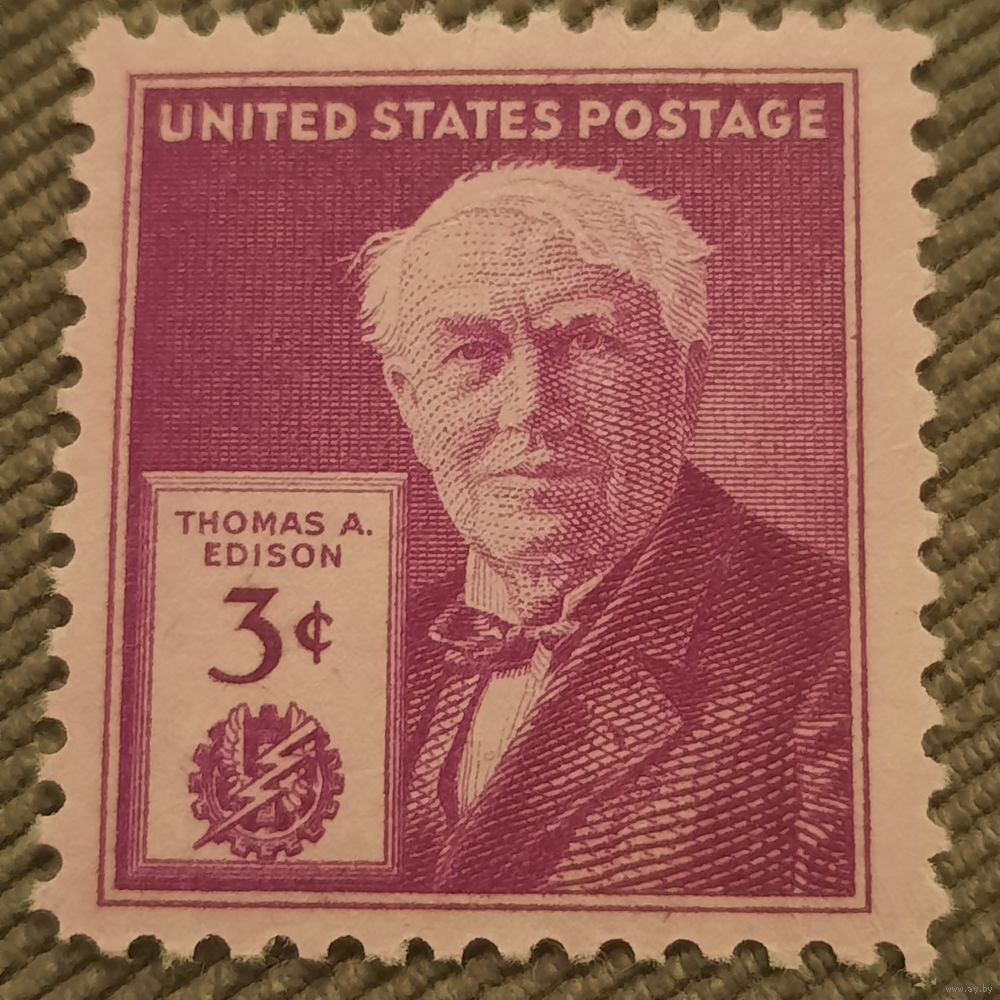 UNITED STATES POSTAGE
THOMAS A.
EDISON
3¢
www.ay.by